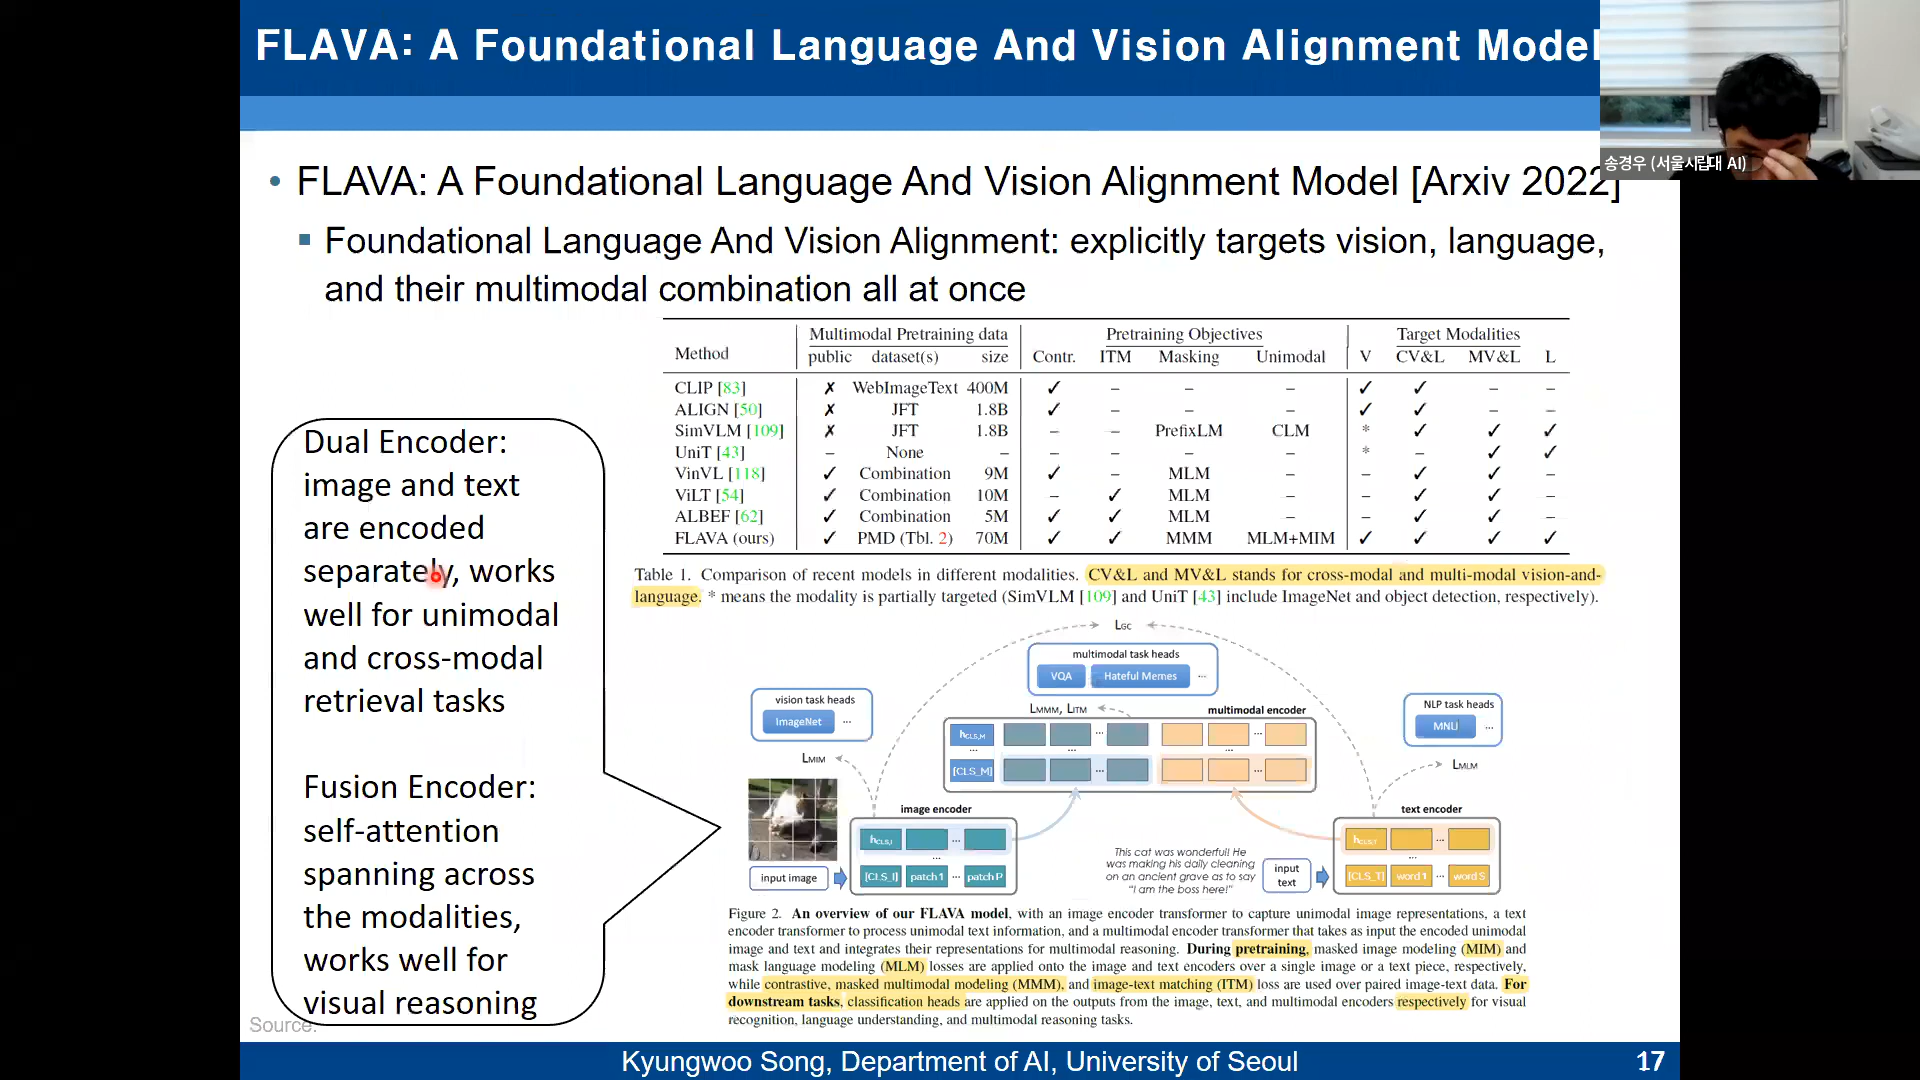 FLAVA: A Foundational Language And Vision Alignment Model
송경우 (서울시립대 AI)
• FLAVA: A Foundational Language And Vision Alignment Model [Arxiv 2022]
▪ Foundational Language And Vision Alignment: explicitly targets vision, language,
and their multimodal combination all at once
Method Multimodal Pretraining data Pretraining Objectives Target Modalities
public dataset(s) size Contr. ITM Masking Unimodal V CV&L MV&L L
CLIP [83] ✗ WebImageText 400M ✓ – – – ✓ ✓ – –
ALIGN [50] ✗ JFT 1.8B ✓ – – – ✓ ✓ – –
SimVLM [109] ✗ JFT 1.8B – – PrefixLM CLM * ✓ ✓ ✓
UniT [43] – None – – – – – * – ✓ ✓
VinVL [118] ✓ Combination 9M ✓ – MLM – – ✓ ✓ –
ViLT [54] ✓ Combination 10M – ✓ MLM – – ✓ ✓ –
ALBEF [62] ✓ Combination 5M ✓ ✓ MLM – – ✓ ✓ –
FLAVA (ours) ✓ PMD (Tbl. 2) 70M ✓ ✓ MMM MLM+MIM ✓ ✓ ✓ ✓
Table 1. Comparison of recent models in different modalities. CV&L and MV&L stands for cross-modal and multi-modal vision-and-
language. * means the modality is partially targeted (SimVLM [109] and UniT [43] include ImageNet and object detection, respectively).
Dual Encoder:
image and text
are encoded
separately, works
well for unimodal
and cross-modal
retrieval tasks
Fusion Encoder:
self-attention
spanning across
the modalities,
works well for
visual reasoning
LGC
multimodal task heads
VQA Hateful Memes ...
vision task heads
ImageNet ...
NLP task heads
MNLI ...
LMMM, LITM
multimodal encoder
hCLS,M ... ...
... ...
[CLS_M] ... ...
LMIM
LMLM
image encoder
hCLS,I ...
...
[CLS_I] patch 1 ... patch P
input image
This cat was wonderful! He
was making his daily cleaning
on an ancient grave as to say
“I am the boss here!”
input
text
text encoder
hCLS,T ...
...
[CLS_T] word 1 ... word S
Figure 2. An overview of our FLAVA model, with an image encoder transformer to capture unimodal image representations, a text
encoder transformer to process unimodal text information, and a multimodal encoder transformer that takes as input the encoded unimodal
image and text and integrates their representations for multimodal reasoning. During pretraining, masked image modeling (MIM) and
mask language modeling (MLM) losses are applied onto the image and text encoders over a single image or a text piece, respectively,
while contrastive, masked multimodal modeling (MMM), and image-text matching (ITM) loss are used over paired image-text data. For
downstream tasks, classification heads are applied on the outputs from the image, text, and multimodal encoders respectively for visual
recognition, language understanding, and multimodal reasoning tasks.
Source:
Kyungwoo Song, Department of AI, University of Seoul
17